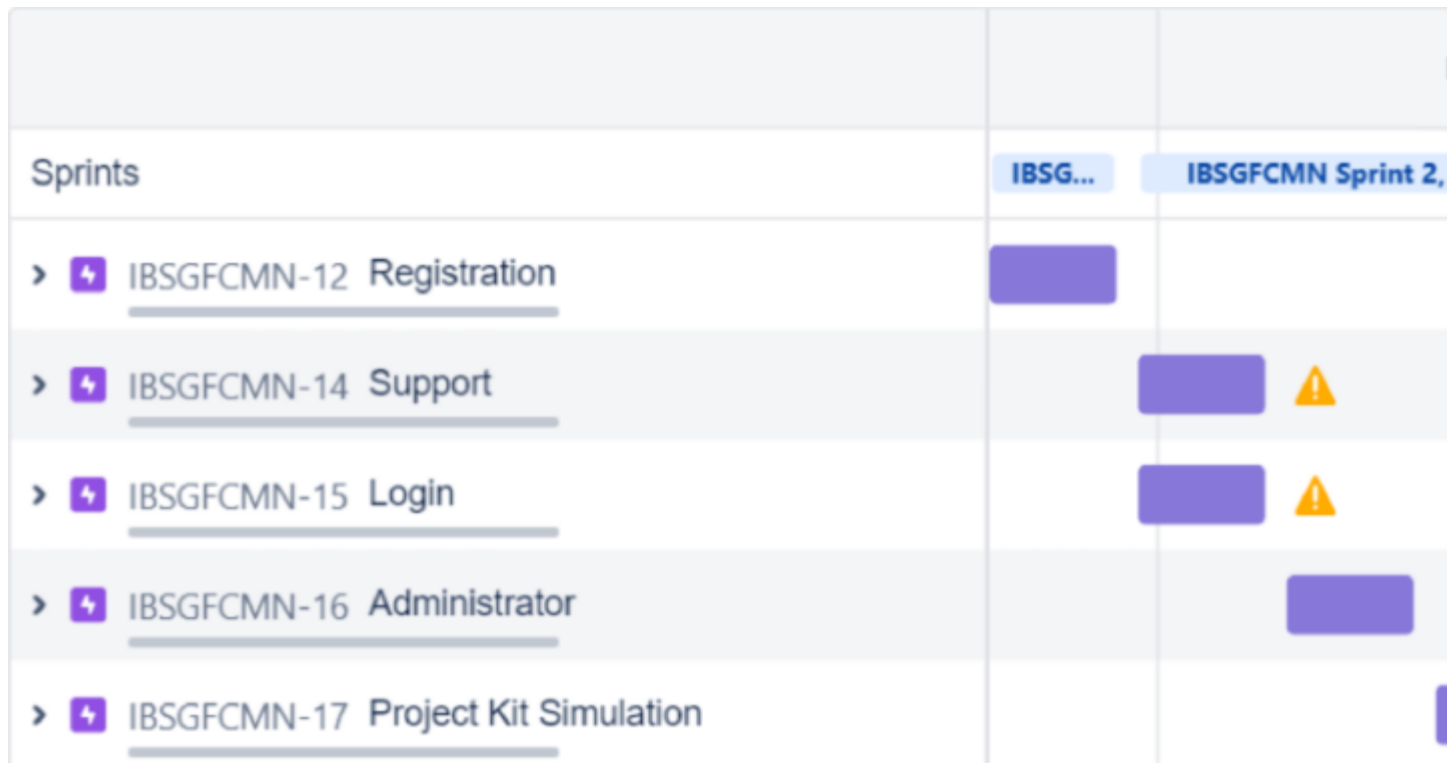 Sprints
IBSG...
IBSGFCMN Sprint 2,
IBSGFCMN-12 Registration
IBSGFCMN-14 Support
IBSGFCMN-15 Login
IBSGFCMN-16 Administrator
IBSGFCMN-17 Project Kit Simulation